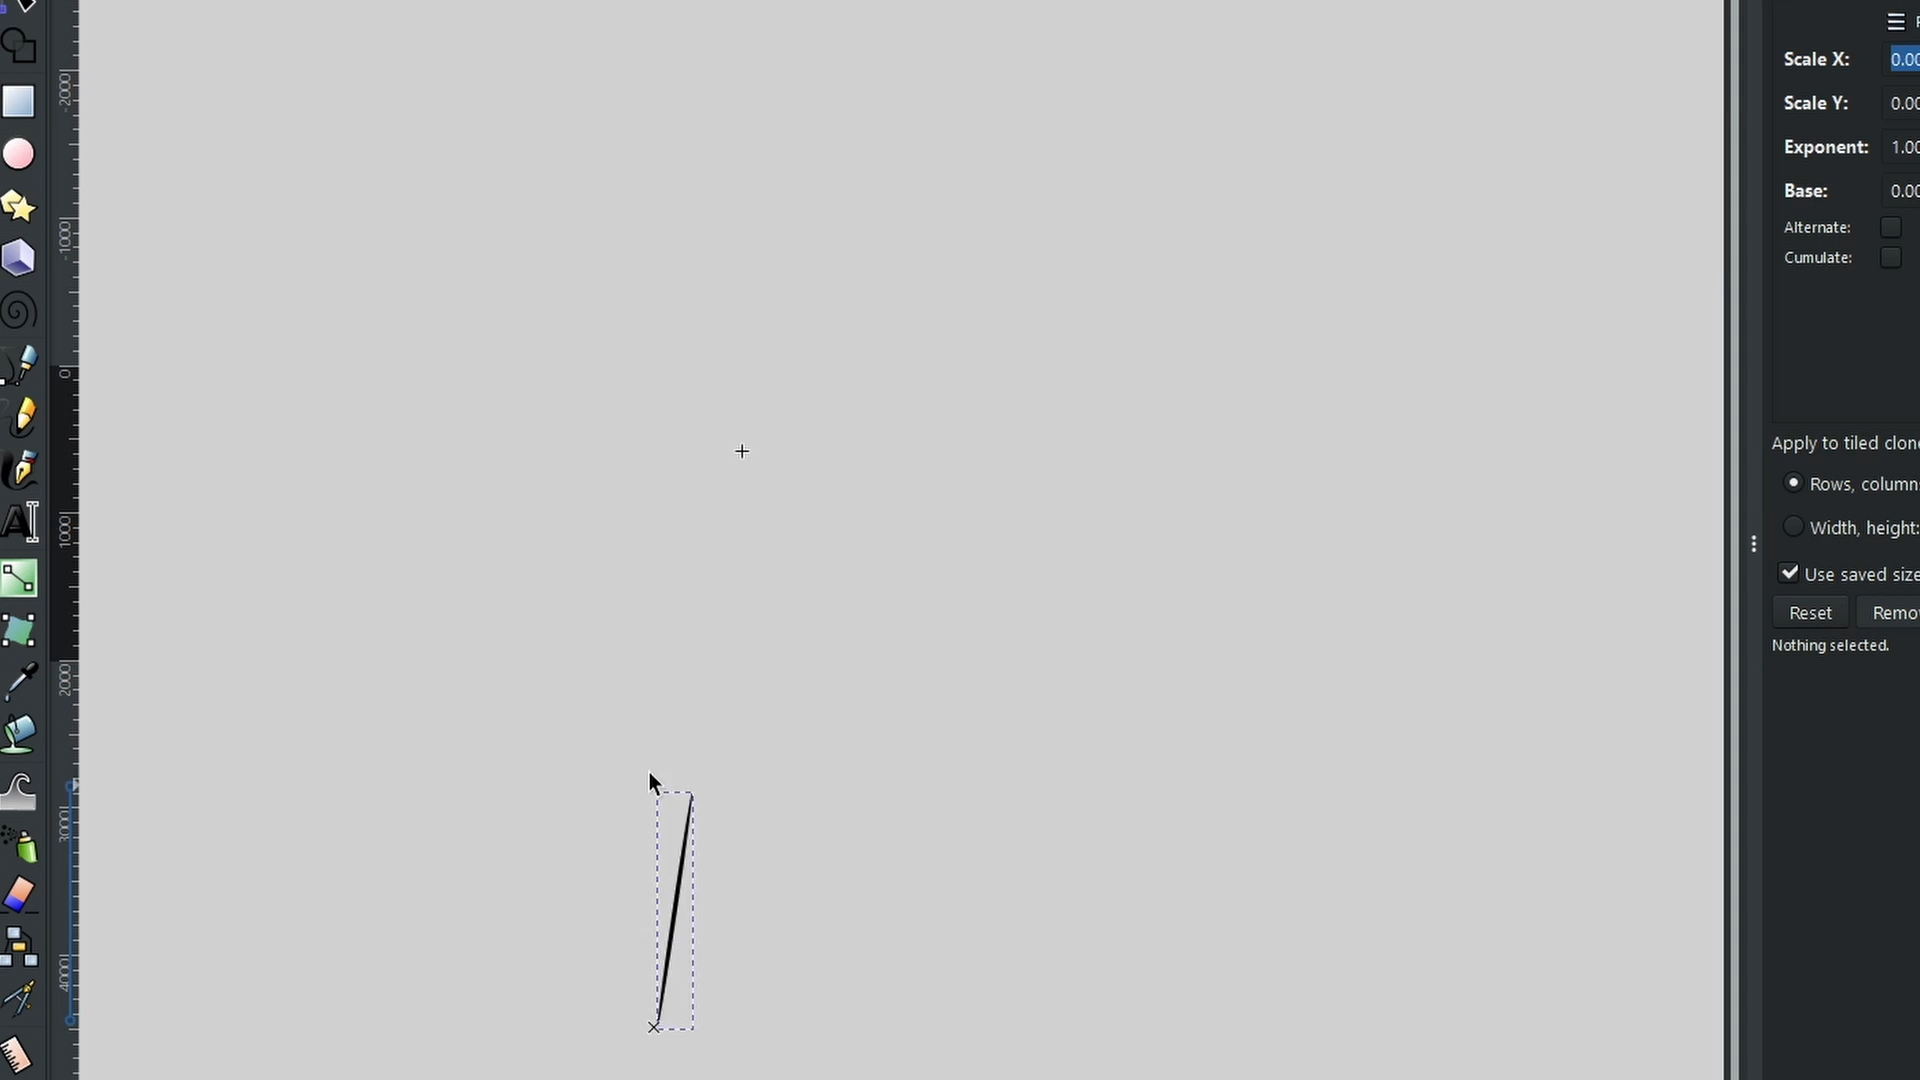 Scale X: 0.00
Scale Y: 0.00
Exponent: 1.00
Base: 0.00
Alternate:
Cumulate:
Apply to tiled clone
Rows, column
Width, height:
Use saved size
Reset Remo
Nothing selected.
-2000
-1000
0
1000
2000
3000
4000